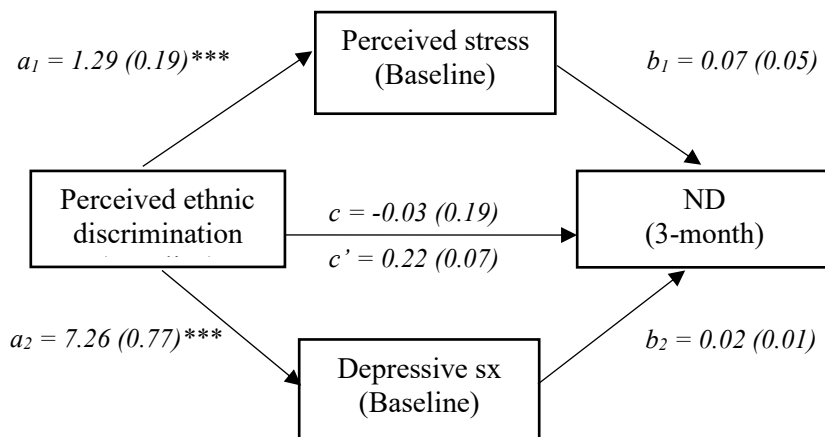 Perceived stress
(Baseline)
a1 = 1.29 (0.19)***
b1 = 0.07 (0.05)
Perceived ethnic
discrimination
c = -0.03 (0.19)
c’ = 0.22 (0.07)
ND
(3-month)
a2 = 7.26 (0.77)***
b2 = 0.02 (0.01)
Depressive sx
(Baseline)